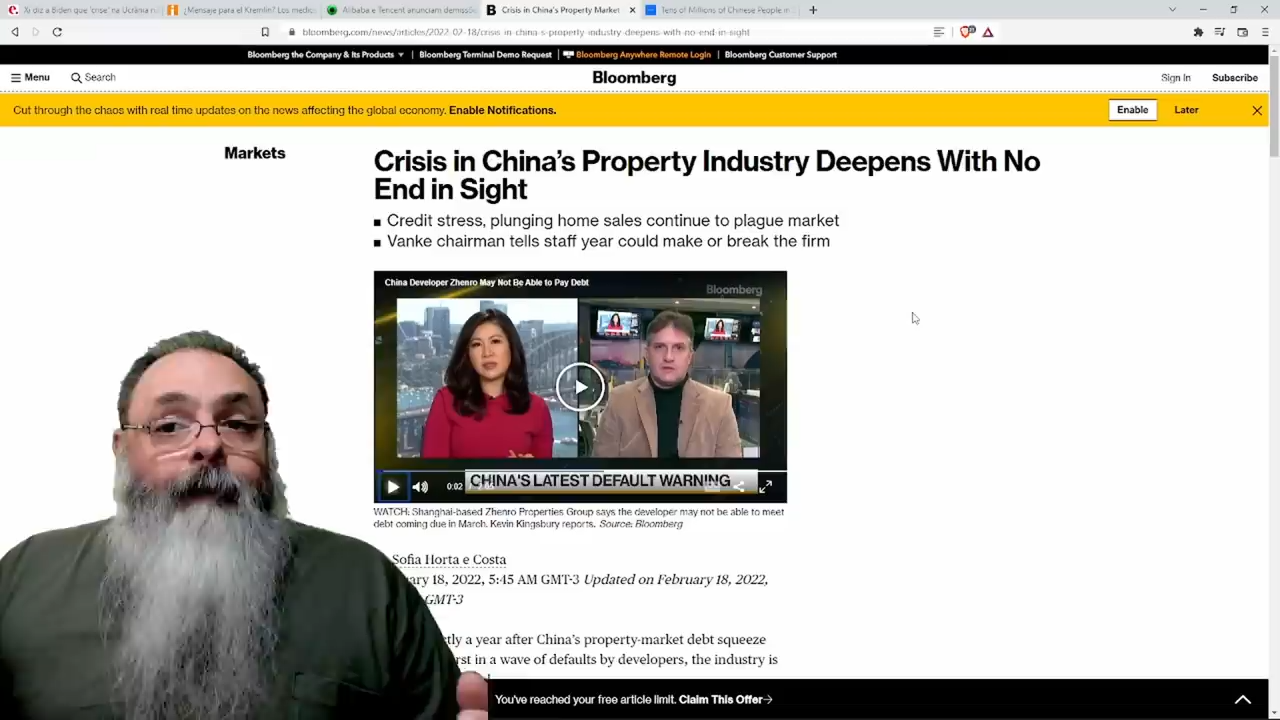 Xi diz a Biden que 'crise' na Ucrânia nã
¿Mensaje para el Kremlin? Los medios
Alibaba e Tencent anunciam demissõe
Crisis in China's Property Market
Tens of Millions of Chinese People m
bloomberg.com/news/articles/2022-02-18/crisis-in-china-s-property-industry-deepens-with-no-end-in-sight
Bloomberg the Company & Its Products | Bloomberg Terminal Demo Request | Bloomberg Anywhere Remote Login | Bloomberg Customer Support
Menu Search Bloomberg Sign In Subscribe
Cut through the chaos with real time updates on the news affecting the global economy. Enable Notifications. Enable Later
Markets
Crisis in China's Property Industry Deepens With No
End in Sight
Credit stress, plunging home sales continue to plague market
Vanke chairman tells staff year could make or break the firm
China Developer Zhenro May Not Be Able to Pay Debt
Bloomberg
0:02 CHINA'S LATEST DEFAULT WARNING
WATCH: Shanghai-based Zhenro Properties Group says the developer may not be able to meet
debt coming due in March. Kevin Kingsbury reports. Source: Bloomberg
Sofia Horta e Costa
18, 2022, 5:45 AM GMT-3 Updated on February 18, 2022,
GMT-3
a year after China's property-market debt squeeze
in a wave of defaults by developers, the industry is
You've reached your free article limit. Claim This Offer